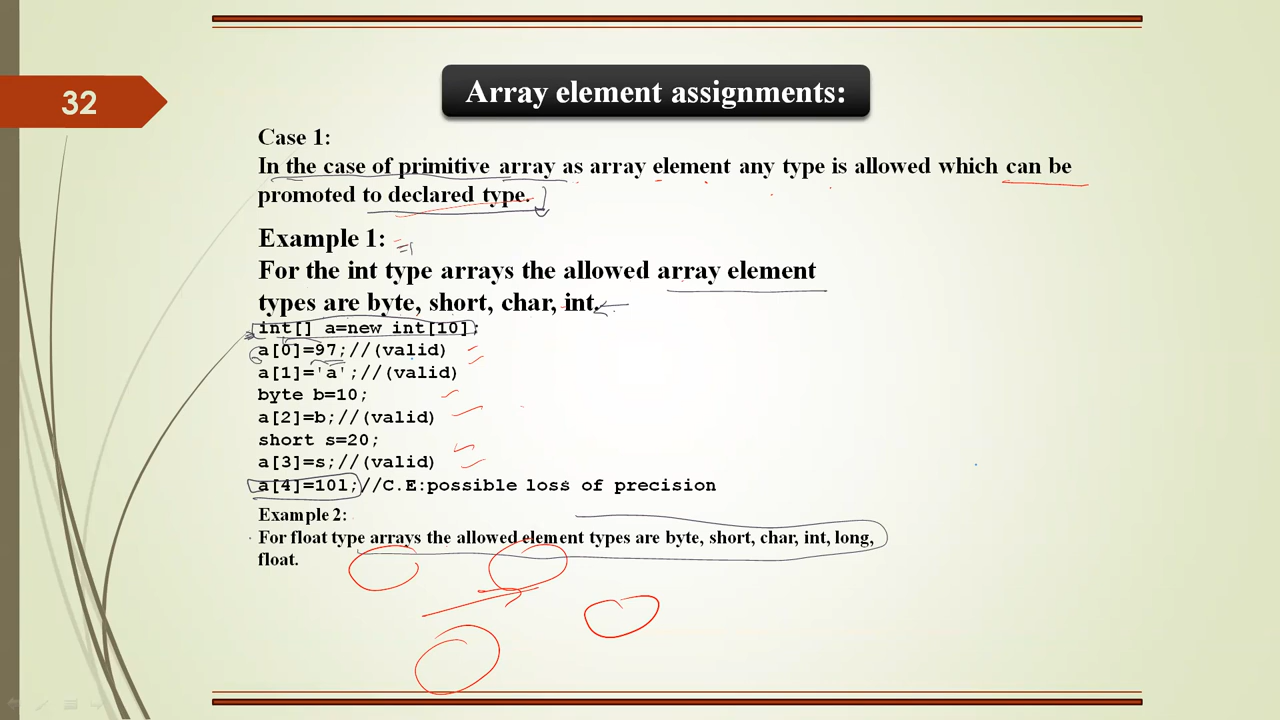 32
Array element assignments:
Case 1:
In the case of primitive array as array element any type is allowed which can be
promoted to declared type.
Example 1:
For the int type arrays the allowed array element
types are byte, short, char, int.
int[] a=new int[10];
a[0]=97;//(valid)
a[1]='a';//(valid)
byte b=10;
a[2]=b;//(valid)
short s=20;
a[3]=s;//(valid)
a[4]=10l;//C.E:possible loss of precision
Example 2:
For float type arrays the allowed element types are byte, short, char, int, long,
float.